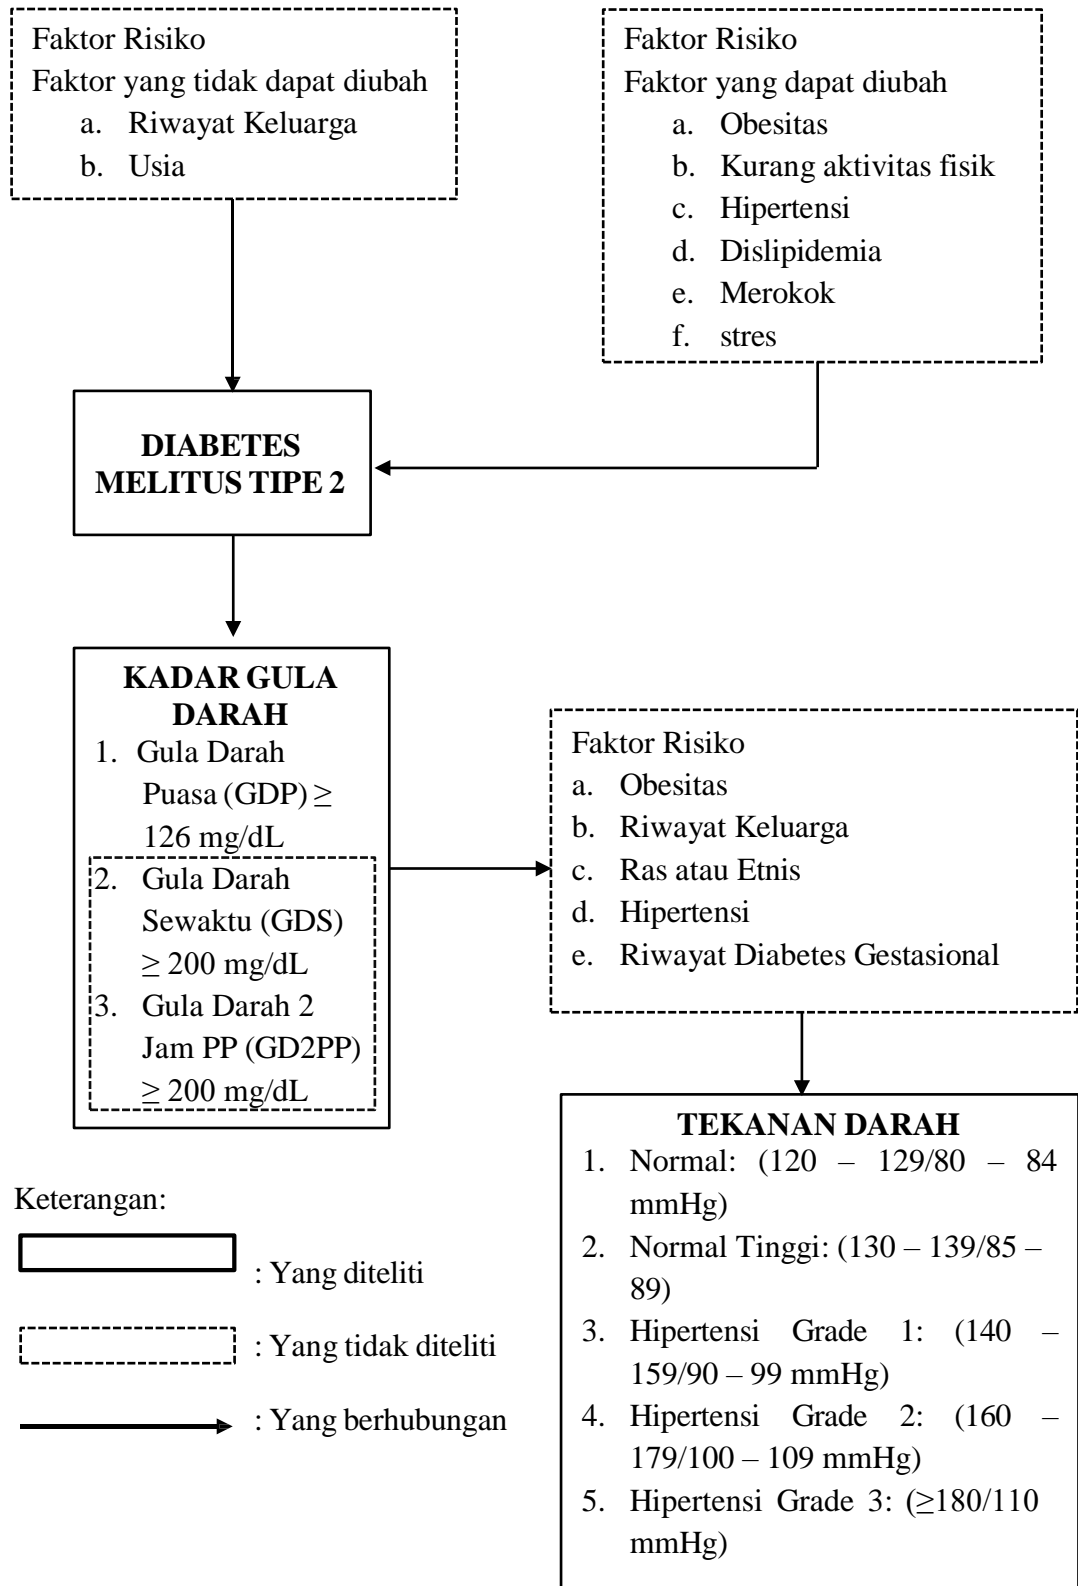 Faktor Risiko
Faktor yang tidak dapat diubah
a. Riwayat Keluarga
b. Usia
Faktor Risiko
Faktor yang dapat diubah
a. Obesitas
b. Kurang aktivitas fisik
c. Hipertensi
d. Dislipidemia
e. Merokok
f. stres
DIABETES
MELITUS TIPE 2
KADAR GULA
DARAH
1. Gula Darah
Puasa (GDP) ≥
126 mg/dL
2. Gula Darah
Sewaktu (GDS)
≥ 200 mg/dL
3. Gula Darah 2
Jam PP (GD2PP)
≥ 200 mg/dL
Faktor Risiko
a. Obesitas
b. Riwayat Keluarga
c. Ras atau Etnis
d. Hipertensi
e. Riwayat Diabetes Gestasional
TEKANAN DARAH
1. Normal: (120 – 129/80 – 84
mmHg)
2. Normal Tinggi: (130 – 139/85 –
89)
3. Hipertensi Grade 1: (140 –
159/90 – 99 mmHg)
4. Hipertensi Grade 2: (160 –
179/100 – 109 mmHg)
5. Hipertensi Grade 3: (≥180/110
mmHg)
Keterangan:
: Yang diteliti
: Yang tidak diteliti
: Yang berhubungan